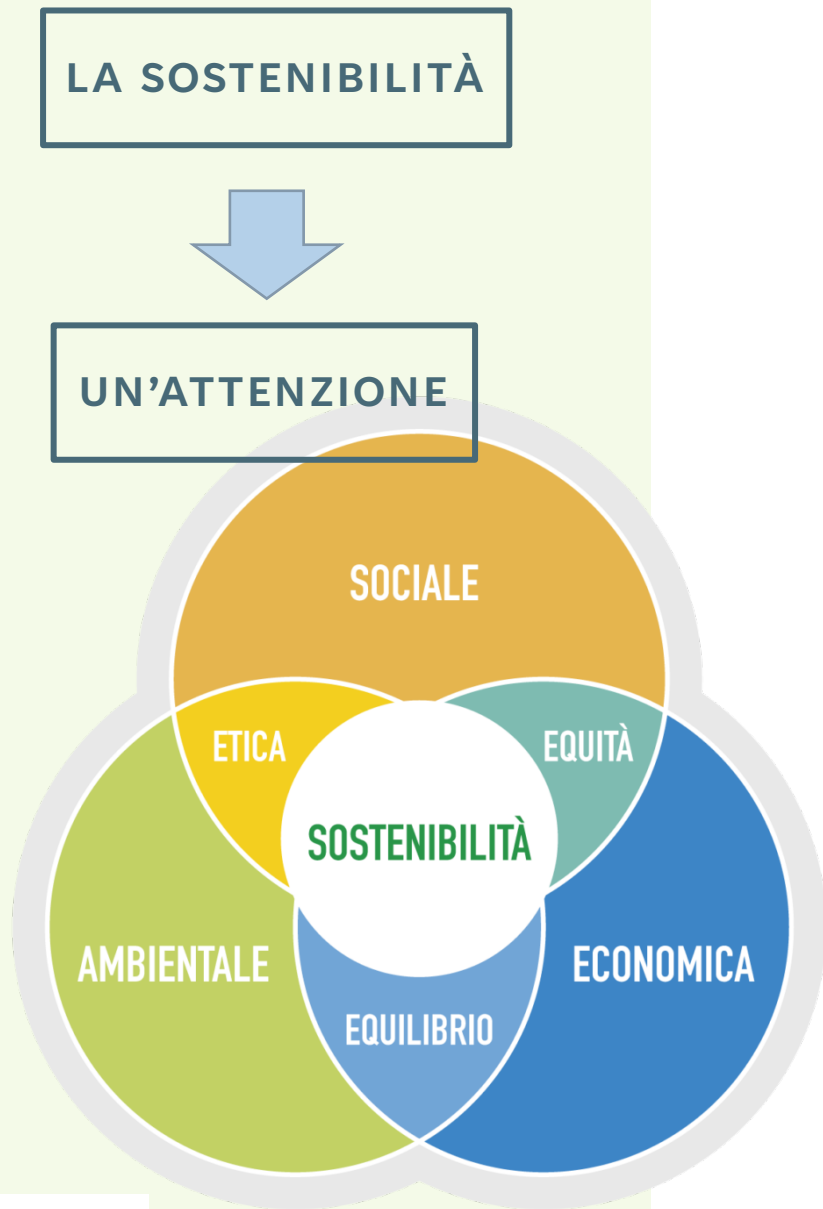 LA SOSTENIBILITÀ
UN’ATTENZIONE
SOCIALE
ETICA
EQUITÀ
SOSTENIBILITÀ
AMBIENTALE
ECONOMICA
EQUILIBRIO